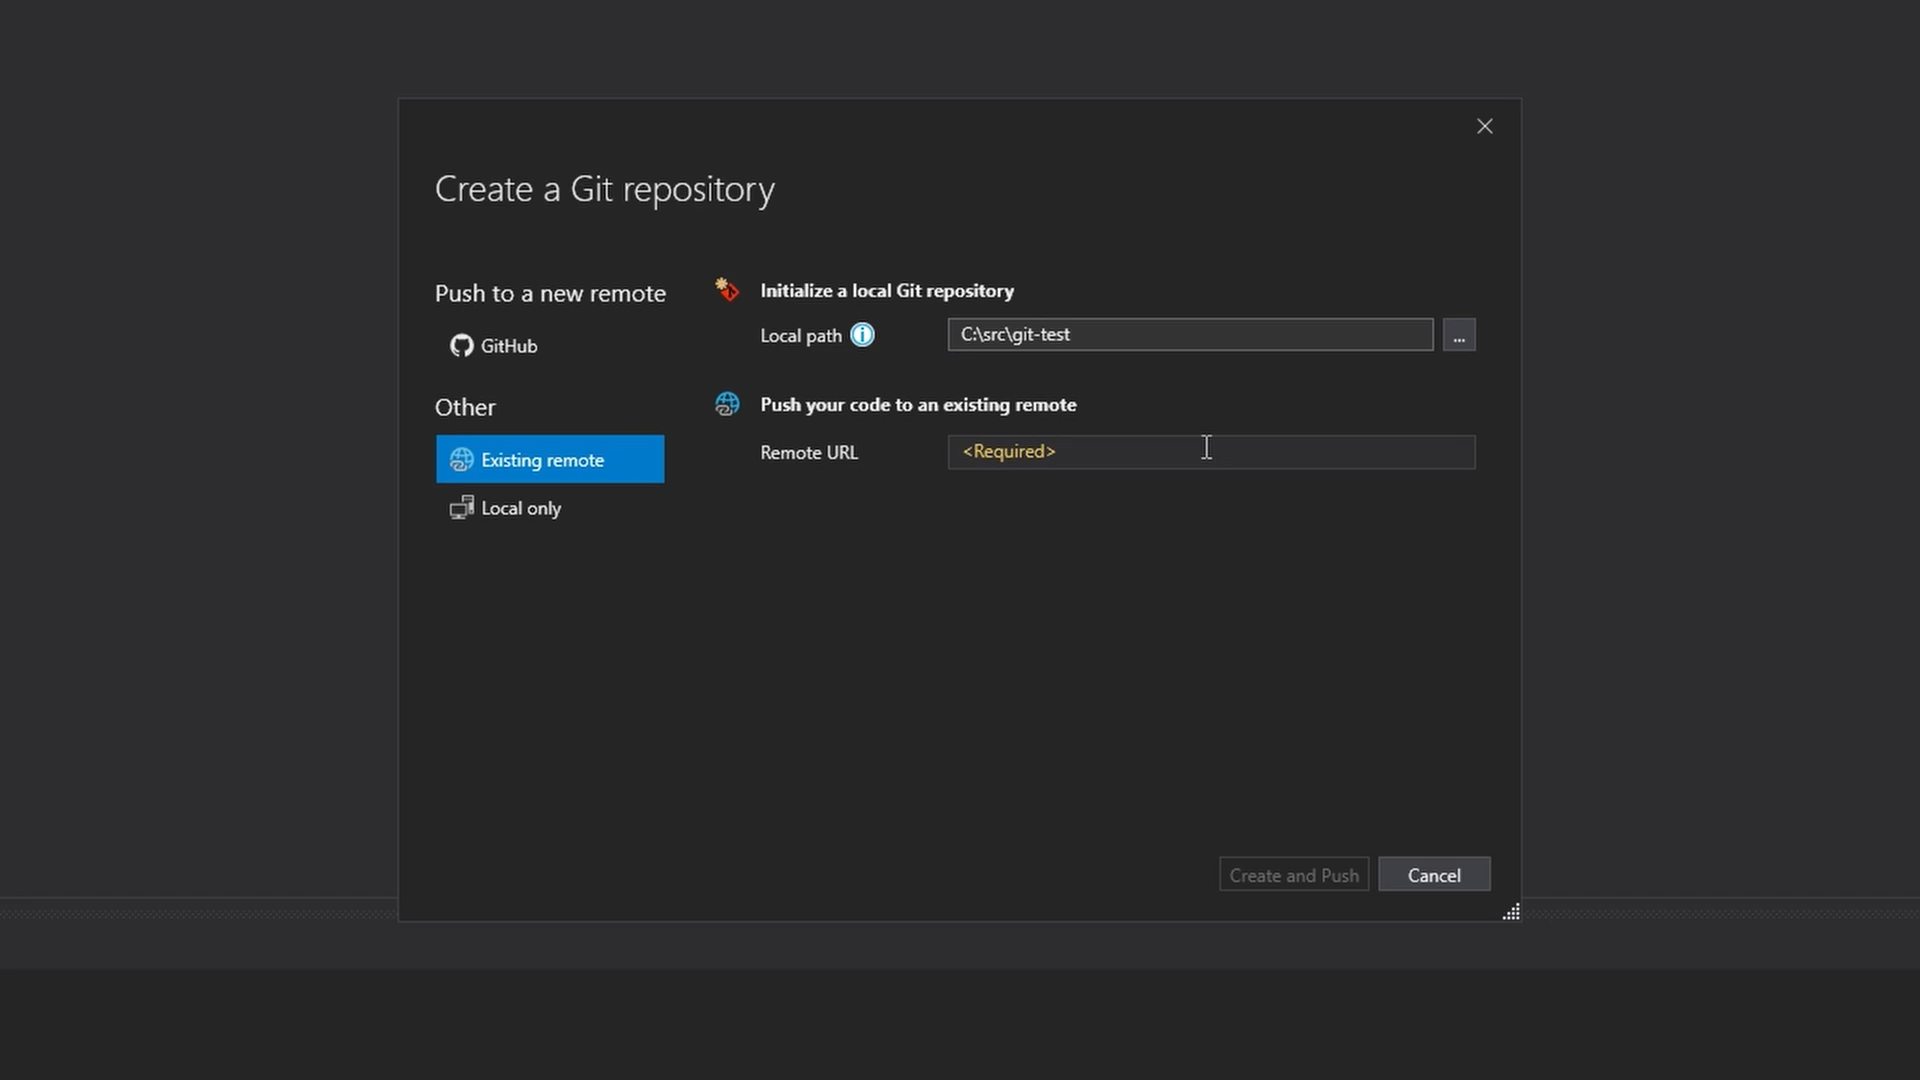 Create a Git repository
Push to a new remote
GitHub
Other
Existing remote
Local only
Initialize a local Git repository
Local path C:\src\git-test ...
Push your code to an existing remote
Remote URL <Required>
Create and Push Cancel